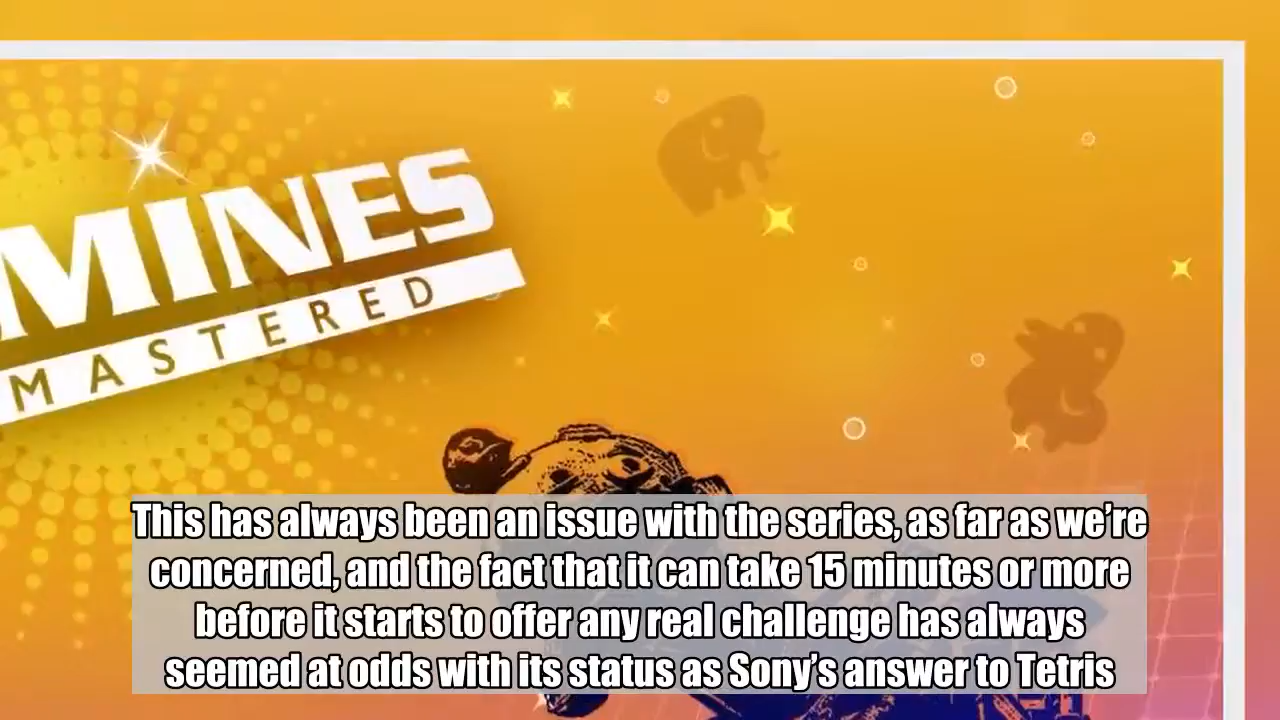 MINES
MASTERED
This has always been an issue with the series, as far as we're
concerned, and the fact that it can take 15 minutes or more
before it starts to offer any real challenge has always
seemed at odds with its status as Sony's answer to Tetris